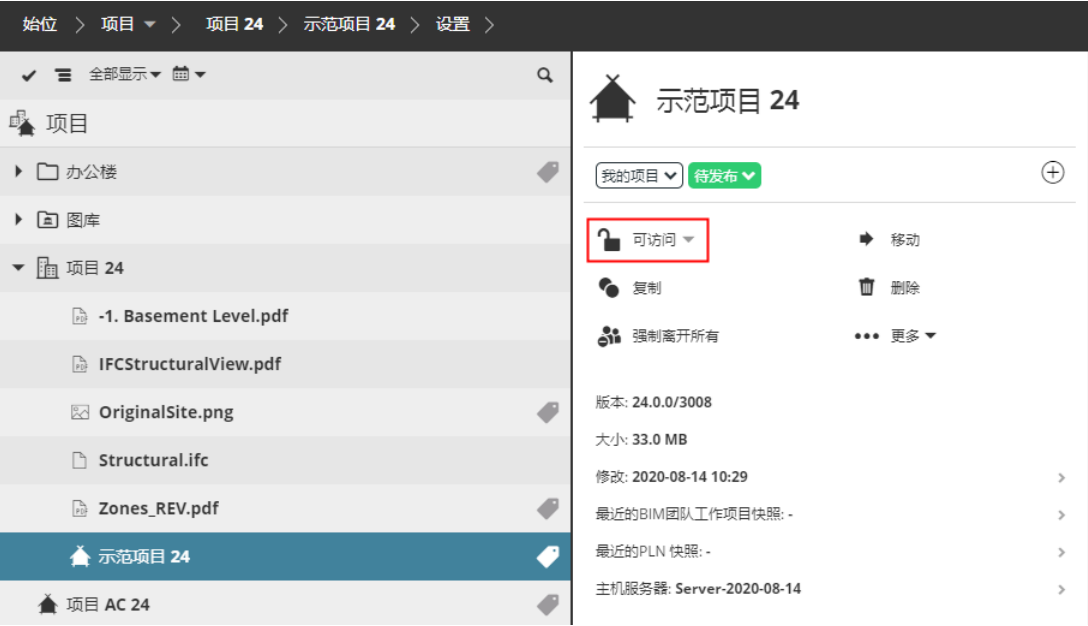 始位 项目 项目 24 示范项目 24 设置
全部显示
项目
办公楼
图库
项目 24
-1. Basement Level.pdf
IFCStructuralView.pdf
OriginalSite.png
Structural.ifc
Zones_REV.pdf
示范项目 24
项目 AC 24
示范项目 24
我的项目 待发布
可访问 移动
复制 删除
强制离开所有 更多
版本: 24.0.0/3008
大小: 33.0 MB
修改: 2020-08-14 10:29
最近的BIM团队工作项目快照: -
最近的PLN 快照: -
主机服务器: Server-2020-08-14